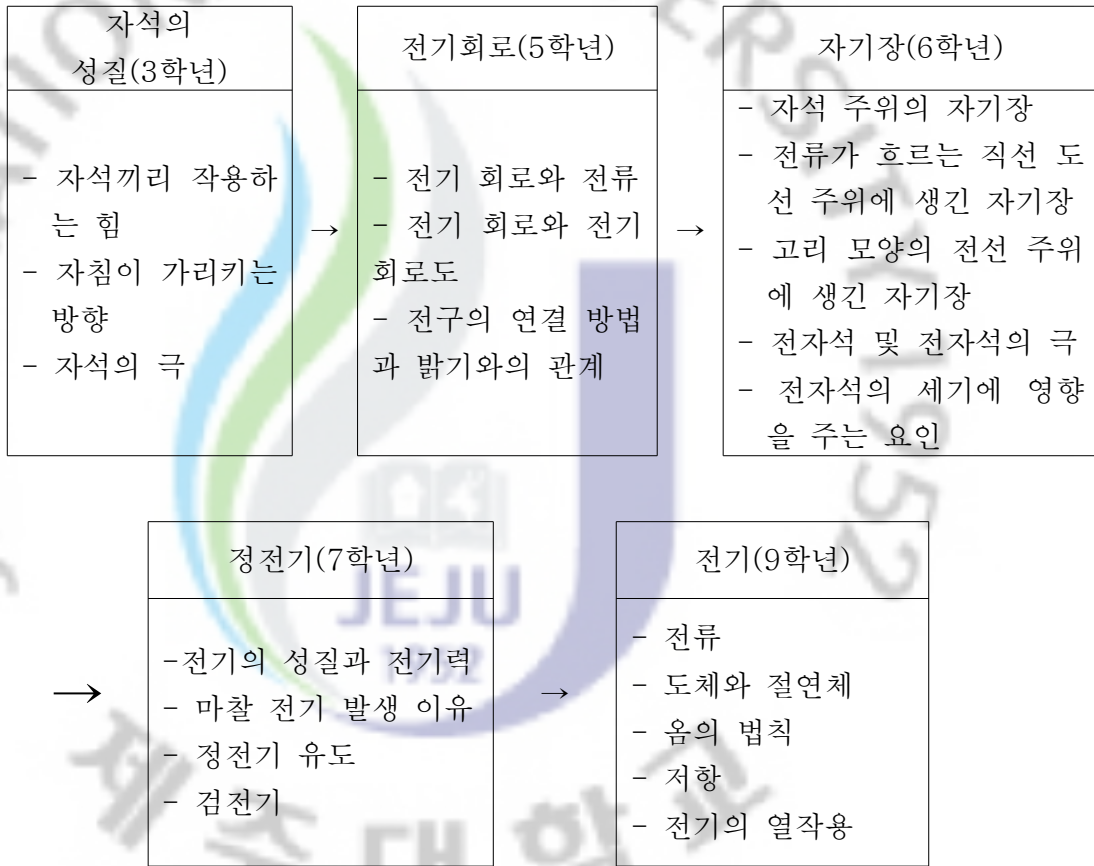 자석의
성질(3학년)
- 자석끼리 작용하
는 힘
- 자침이 가리키는
방향
- 자석의 극
→
전기회로(5학년)
- 전기 회로와 전류
- 전기 회로와 전기
회로도
- 전구의 연결 방법
과 밝기와의 관계
→
자기장(6학년)
- 자석 주위의 자기장
- 전류가 흐르는 직선 도
선 주위에 생긴 자기장
- 고리 모양의 전선 주위
에 생긴 자기장
- 전자석 및 전자석의 극
- 전자석의 세기에 영향
을 주는 요인
→
정전기(7학년)
-전기의 성질과 전기력
- 마찰 전기 발생 이유
- 정전기 유도
- 검전기
→
전기(9학년)
- 전류
- 도체와 절연체
- 옴의 법칙
- 저항
- 전기의 열작용
JEJU
1952
ERSITY 1952
제주대학교